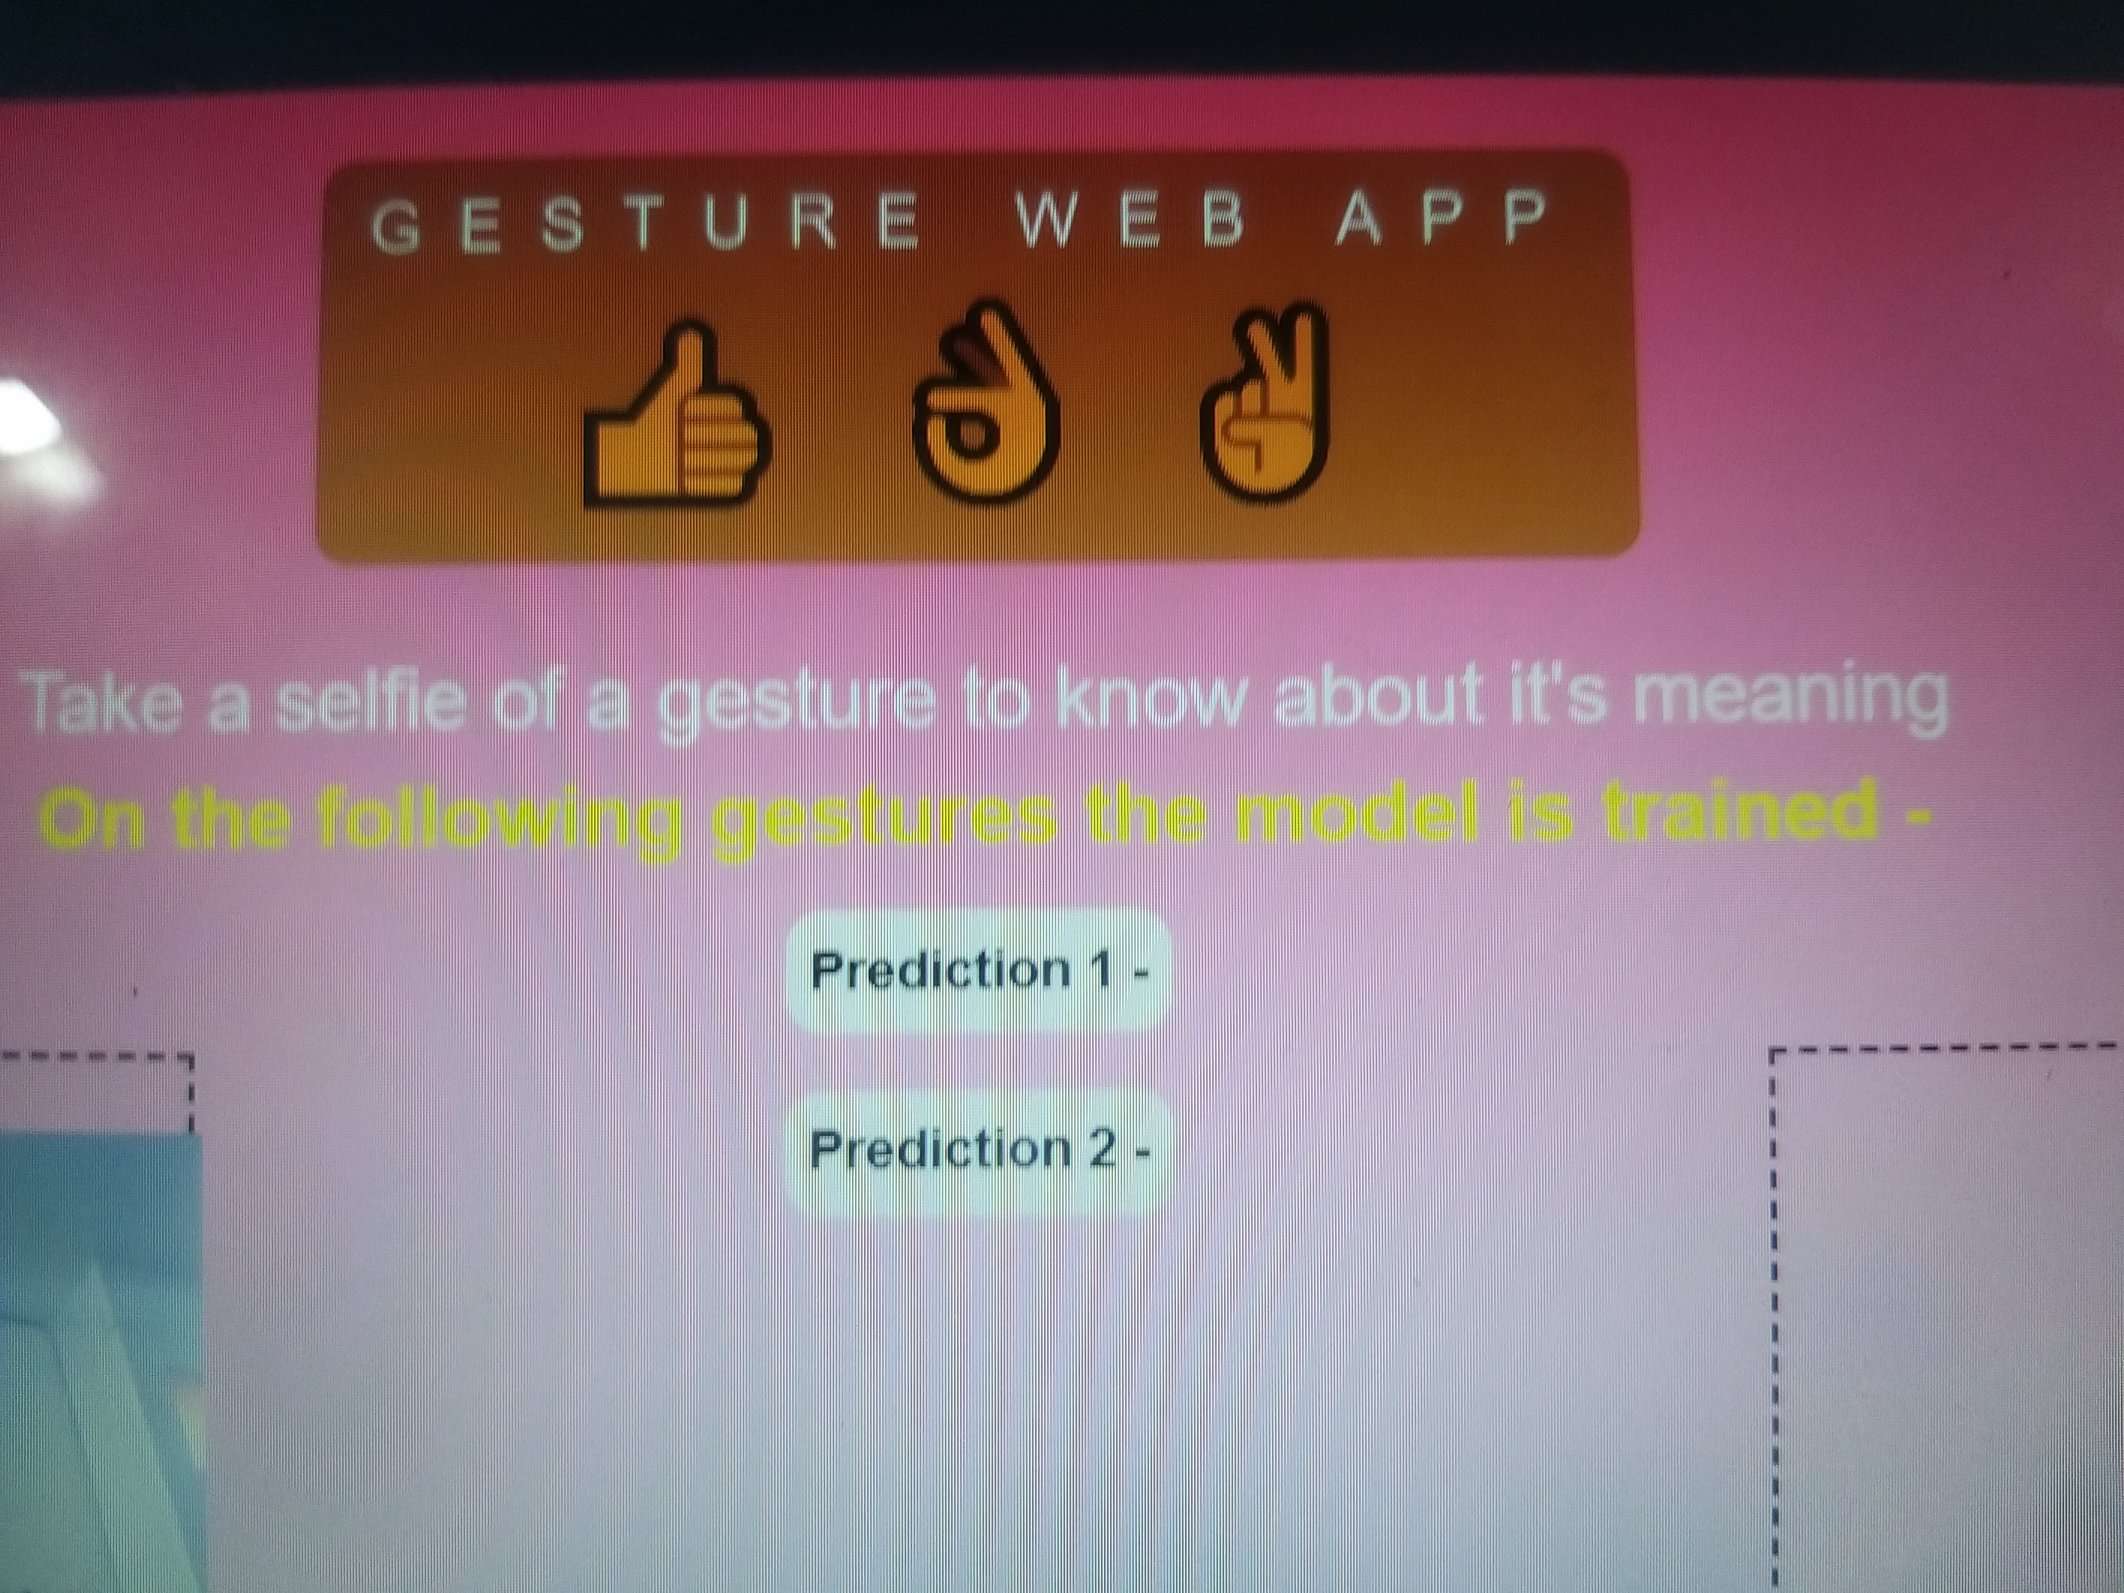 GESTURE WEB APP
Take a selfie of a gesture to know about it's meaning
On the following gestures the model is trained -
Prediction 1 -
Prediction 2 -